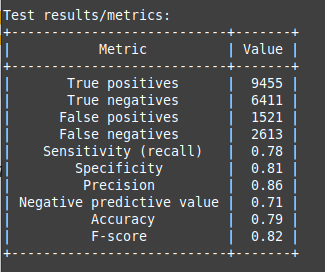 Test results/metrics:
+---------------------------+-------+
|           Metric          | Value |
+---------------------------+-------+
|       True positives      |  9455 |
|       True negatives      |  6411 |
|      False positives      |  1521 |
|      False negatives      |  2613 |
|    Sensitivity (recall)   |  0.78 |
|        Specificity        |  0.81 |
|         Precision         |  0.86 |
| Negative predictive value |  0.71 |
|          Accuracy         |  0.79 |
|          F-score          |  0.82 |
+---------------------------+-------+